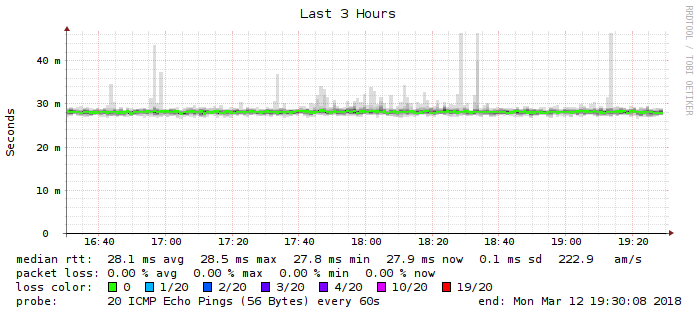 Last 3 Hours
RRDTOOL / TOBI OETIKER
Seconds
40 m
30 m
20 m
10 m
0
16:40 17:00 17:20 17:40 18:00 18:20 18:40 19:00 19:20
median rtt: 28.1 ms avg 28.5 ms max 27.8 ms min 27.9 ms now 0.1 ms sd 222.9 am/s
packet loss: 0.00 % avg 0.00 % max 0.00 % min 0.00 % now
loss color: 0 1/20 2/20 3/20 4/20 10/20 19/20
probe: 20 ICMP Echo Pings (56 Bytes) every 60s end: Mon Mar 12 19:30:08 2018